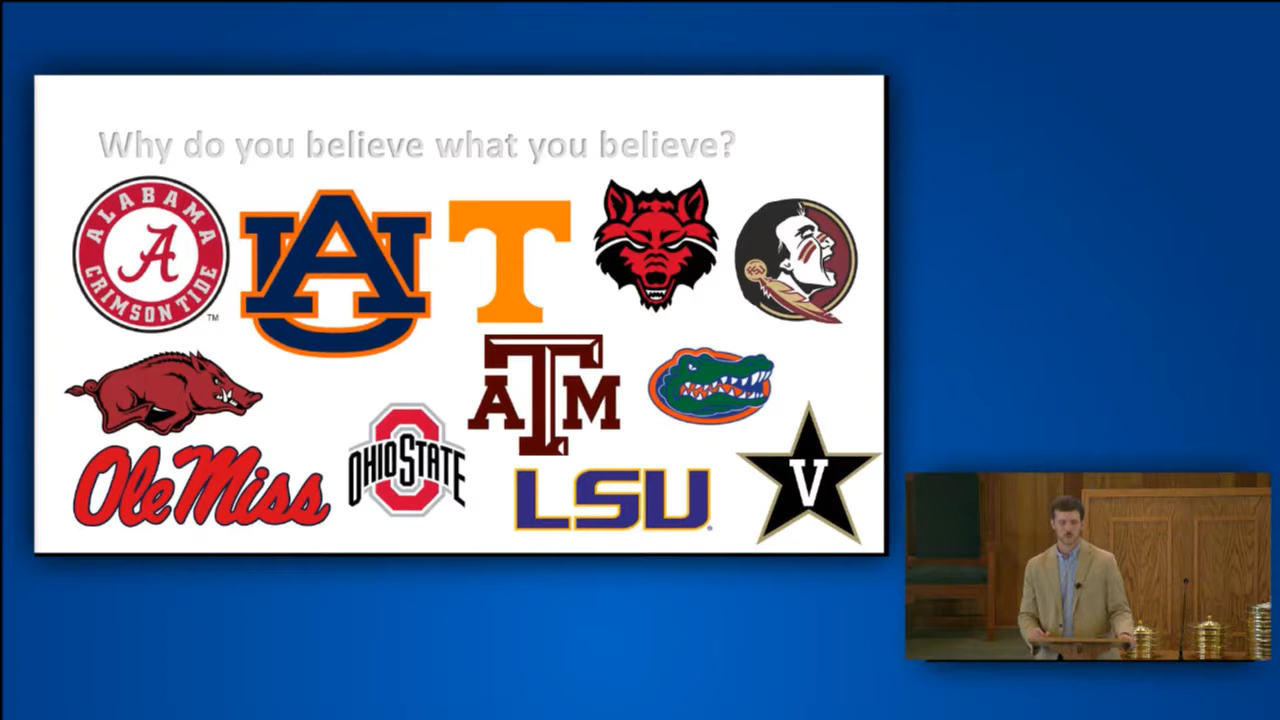 Why do you believe what you believe?
ALABAMA
A
CRIMSON TIDE
TM
AU
T
ATM
Ole Miss
OHIO STATE
LSU
V